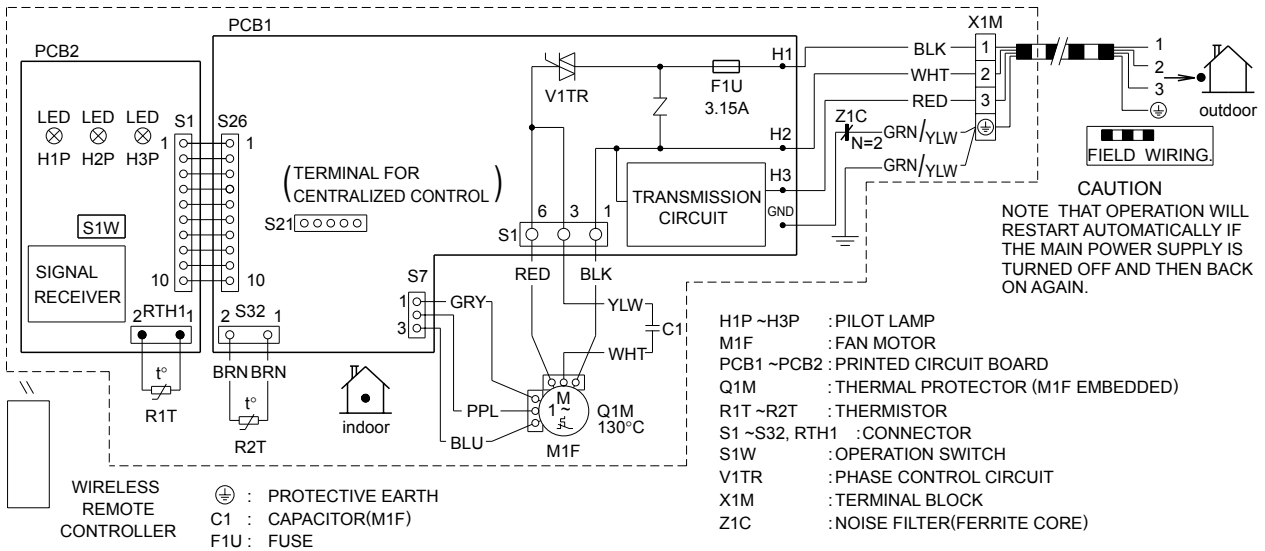 PCB2
PCB1
X1M
LED LED LED
H1P H2P H3P
S1 S26
1 1
10 10
S1W
SIGNAL
RECEIVER
2 RTH1 1
t°
R1T
2 S32 1
BRN BRN
t°
R2T
(TERMINAL FOR
CENTRALIZED CONTROL)
S21
V1TR
F1U
3.15A
H1
H2
H3
GND
TRANSMISSION
CIRCUIT
6 3 1
S1
RED BLK
YLW
C1
WHT
S7
1
3
GRY
PPL
BLU
M
1~
Q1M
130°C
M1F
indoor
BLK 1
WHT 2
RED 3
Z1C
N=2
GRN/YLW
GRN/YLW
1
2
3
outdoor
FIELD WIRING.
CAUTION
NOTE THAT OPERATION WILL
RESTART AUTOMATICALLY IF
THE MAIN POWER SUPPLY IS
TURNED OFF AND THEN BACK
ON AGAIN.
WIRELESS
REMOTE
CONTROLLER
: PROTECTIVE EARTH
C1 : CAPACITOR(M1F)
F1U : FUSE
H1P ~H3P : PILOT LAMP
M1F : FAN MOTOR
PCB1 ~PCB2 : PRINTED CIRCUIT BOARD
Q1M : THERMAL PROTECTOR (M1F EMBEDDED)
R1T ~R2T : THERMISTOR
S1 ~S32, RTH1 : CONNECTOR
S1W : OPERATION SWITCH
V1TR : PHASE CONTROL CIRCUIT
X1M : TERMINAL BLOCK
Z1C : NOISE FILTER(FERRITE CORE)